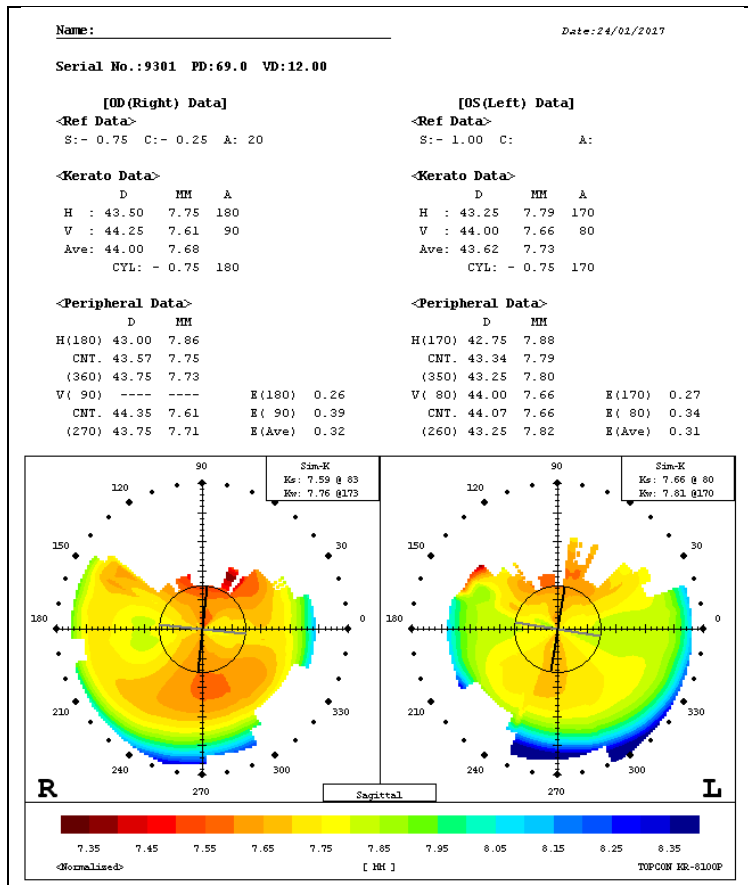 Name:
Date:24/01/2017
Serial No.:9301 PD:69.0 VD:12.00
[OD(Right) Data] [OS(Left) Data]
<Ref Data> <Ref Data>
S:- 0.75 C:- 0.25 A: 20 S:- 1.00 C: A:
<Kerato Data> <Kerato Data>
D MM A D MM A
H : 43.50 7.75 180 H : 43.25 7.79 170
V : 44.25 7.61 90 V : 44.00 7.66 80
Ave: 44.00 7.68 Ave: 43.62 7.73
CYL: - 0.75 180 CYL: - 0.75 170
<Peripheral Data> <Peripheral Data>
D MM D MM
H(180) 43.00 7.86 H(170) 42.75 7.88
CNT. 43.57 7.75 CNT. 43.34 7.79
(360) 43.75 7.73 (350) 43.25 7.80
V( 90) ---- ---- E(180) 0.26 V( 80) 44.00 7.66 E(170) 0.27
CNT. 44.35 7.61 E( 90) 0.39 CNT. 44.07 7.66 E( 80) 0.34
(270) 43.75 7.71 E(Ave) 0.32 (260) 43.25 7.82 E(Ave) 0.31
90 Sim-K 90 Sim-K
Ks: 7.59 @ 83 Ks: 7.66 @ 80
Kw: 7.76 @173 Kw: 7.81 @170
120 120
150 30 150 30
180 0 180 0
210 330 210 330
240 300 240 300
270 270
R Sagittal L
7.35 7.45 7.55 7.65 7.75 7.85 7.95 8.05 8.15 8.25 8.35
<Normalised> [ MM ] TOPCON KR-8100P